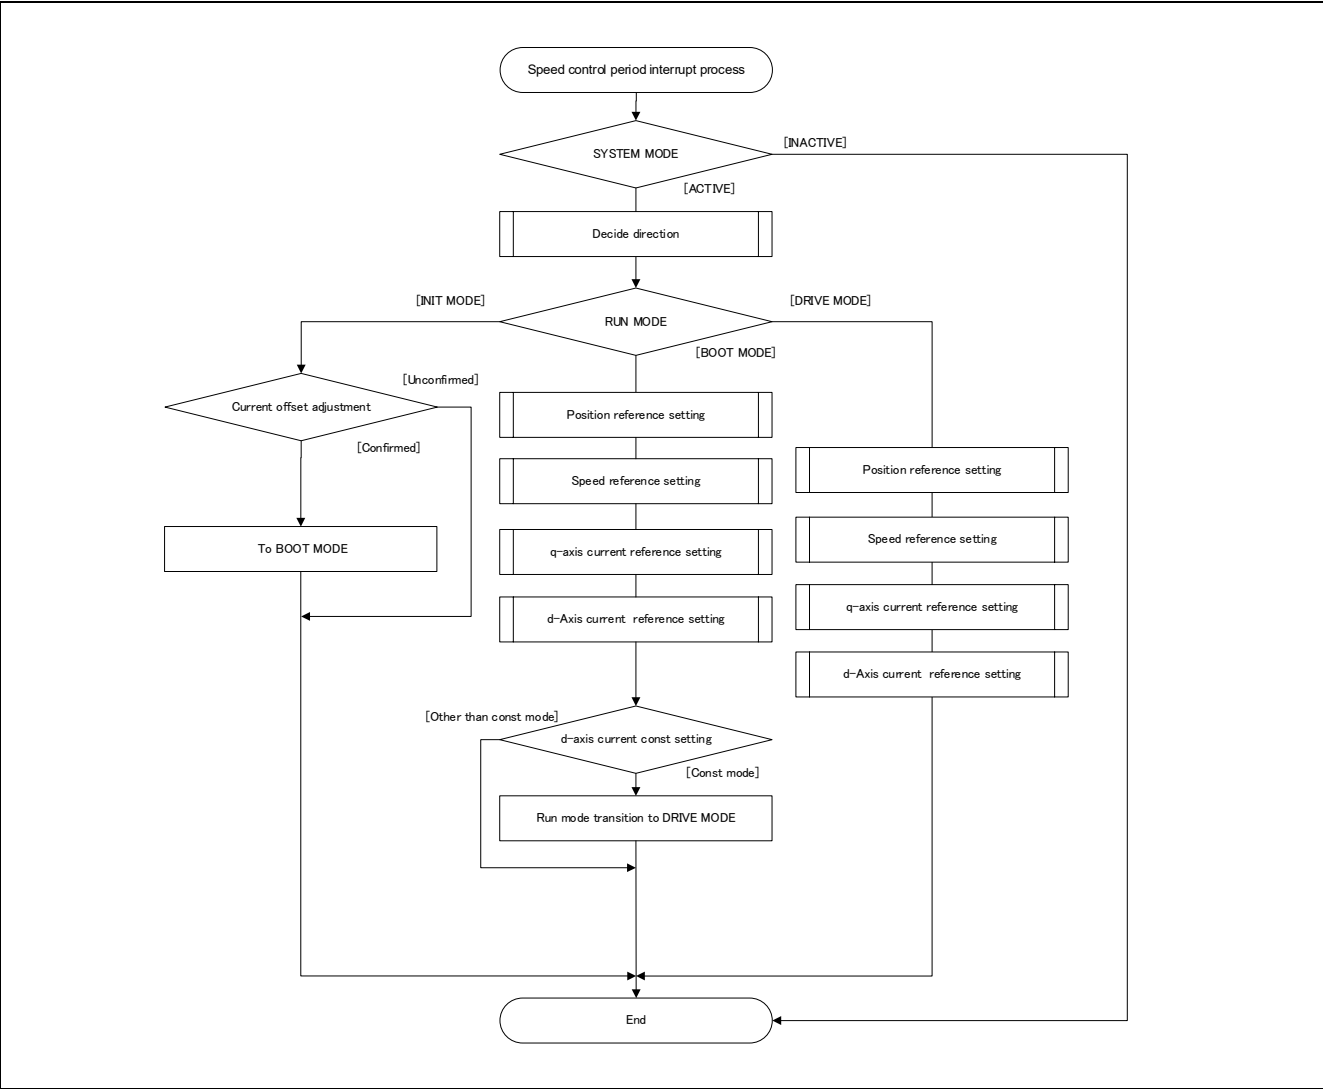 Speed control period interrupt process
[INACTIVE]
SYSTEM MODE
[ACTIVE]
Decide direction
[INIT MODE]
[DRIVE MODE]
RUN MODE
[BOOT MODE]
[Unconfirmed]
Current offset adjustment
[Confirmed]
Position reference setting
Speed reference setting
q-axis current reference setting
d-Axis current  reference setting
Position reference setting
Speed reference setting
q-axis current reference setting
d-Axis current  reference setting
To BOOT MODE
[Other than const mode]
d-axis current const setting
[Const mode]
Run mode transition to DRIVE MODE
End